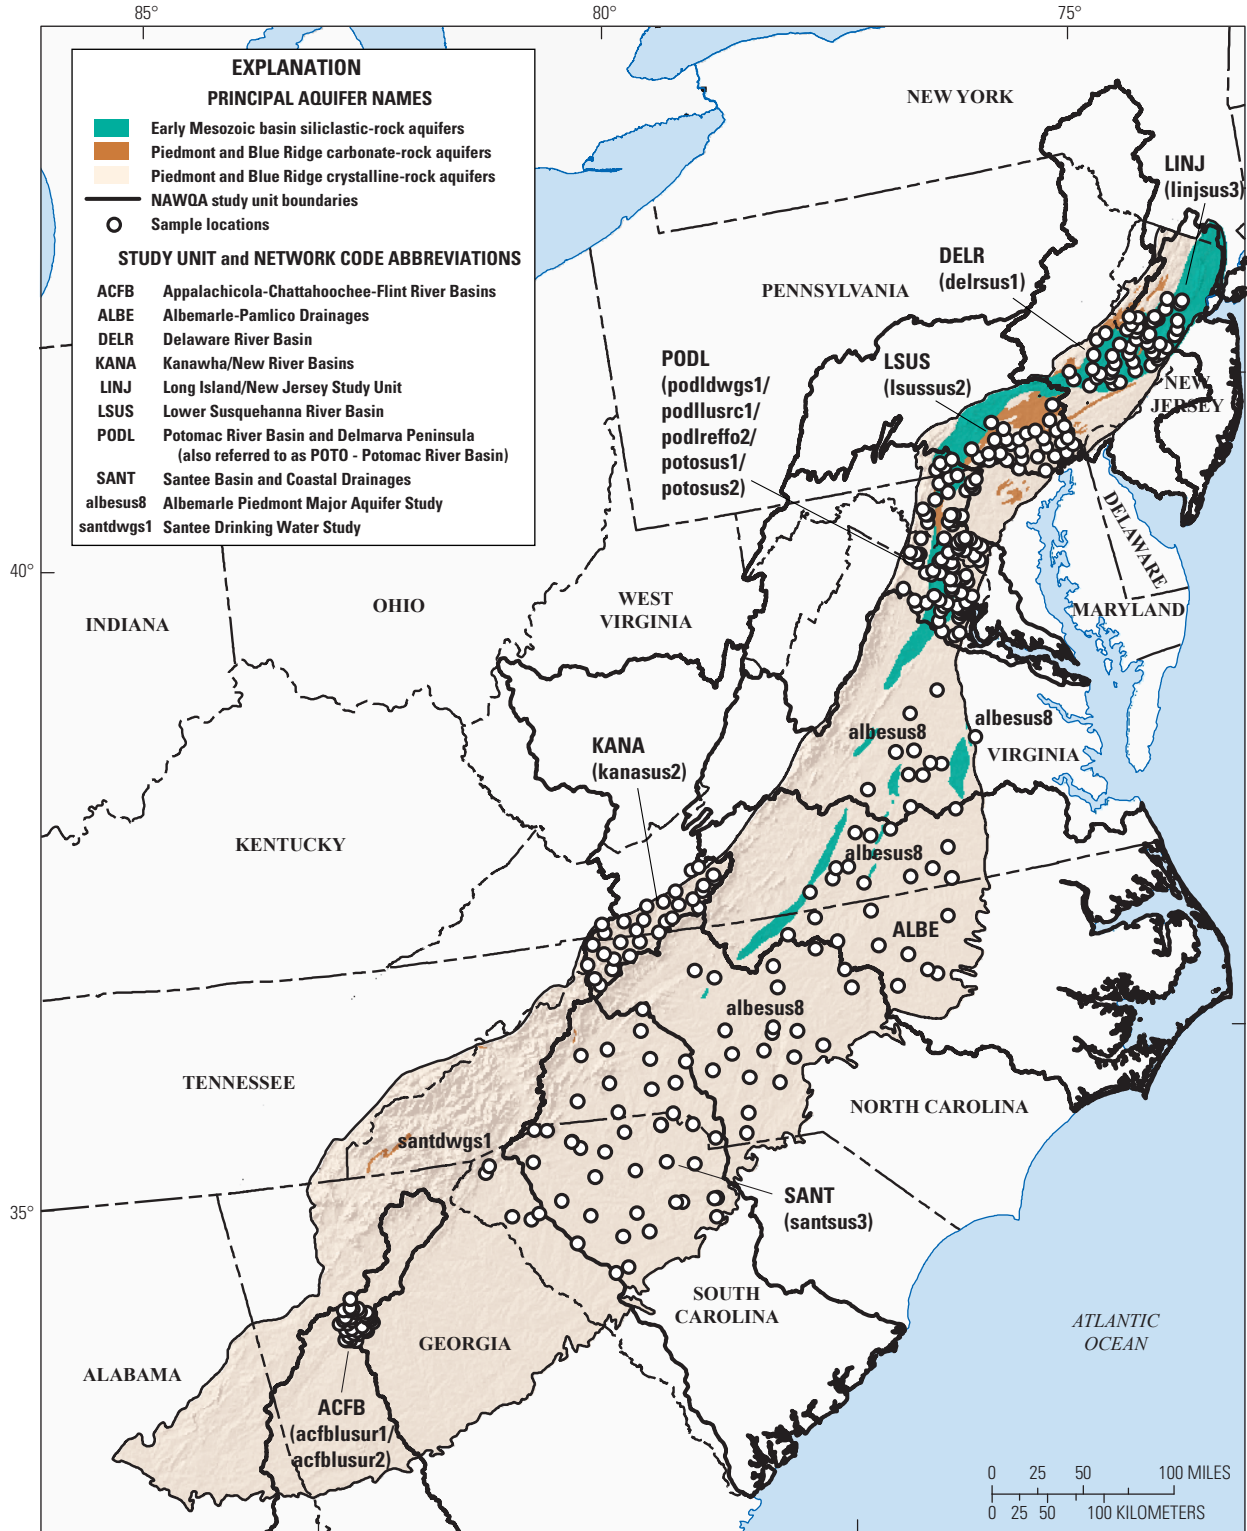 85°
80°
75°
EXPLANATION
PRINCIPAL AQUIFER NAMES
Early Mesozoic basin siliclastic-rock aquifers
Piedmont and Blue Ridge carbonate-rock aquifers
Piedmont and Blue Ridge crystalline-rock aquifers
NAWQA study unit boundaries
Sample locations
STUDY UNIT and NETWORK CODE ABBREVIATIONS
ACFB Appalachicola-Chattahoochee-Flint River Basins
ALBE Albemarle-Pamlico Drainages
DELR Delaware River Basin
KANA Kanawha/New River Basins
LINJ Long Island/New Jersey Study Unit
LSUS Lower Susquehanna River Basin
PODL Potomac River Basin and Delmarva Peninsula
(also referred to as POTO - Potomac River Basin)
SANT Santee Basin and Coastal Drainages
albesus8 Albemarle Piedmont Major Aquifer Study
santdwgs1 Santee Drinking Water Study
NEW YORK
LINJ
(linjsus3)
DELR
(delrsus1)
PENNSYLVANIA
PODL
(podldwgs1/
podllusrc1/
podlreffo2/
potosus1/
potosus2)
LSUS
(lsussus2)
NEW
JERSEY
DELAWARE
MARYLAND
40°
INDIANA
OHIO
WEST
VIRGINIA
albesus8
albesus8
VIRGINIA
KANA
(kanasus2)
KENTUCKY
albesus8
ALBE
albesus8
TENNESSEE
NORTH CAROLINA
santdwgs1
SANT
(santsus3)
35°
SOUTH
CAROLINA
ATLANTIC
OCEAN
GEORGIA
ALABAMA
ACFB
(acfblusur1/
acfblusur2)
0 25 50 100 MILES
0 25 50 100 KILOMETERS